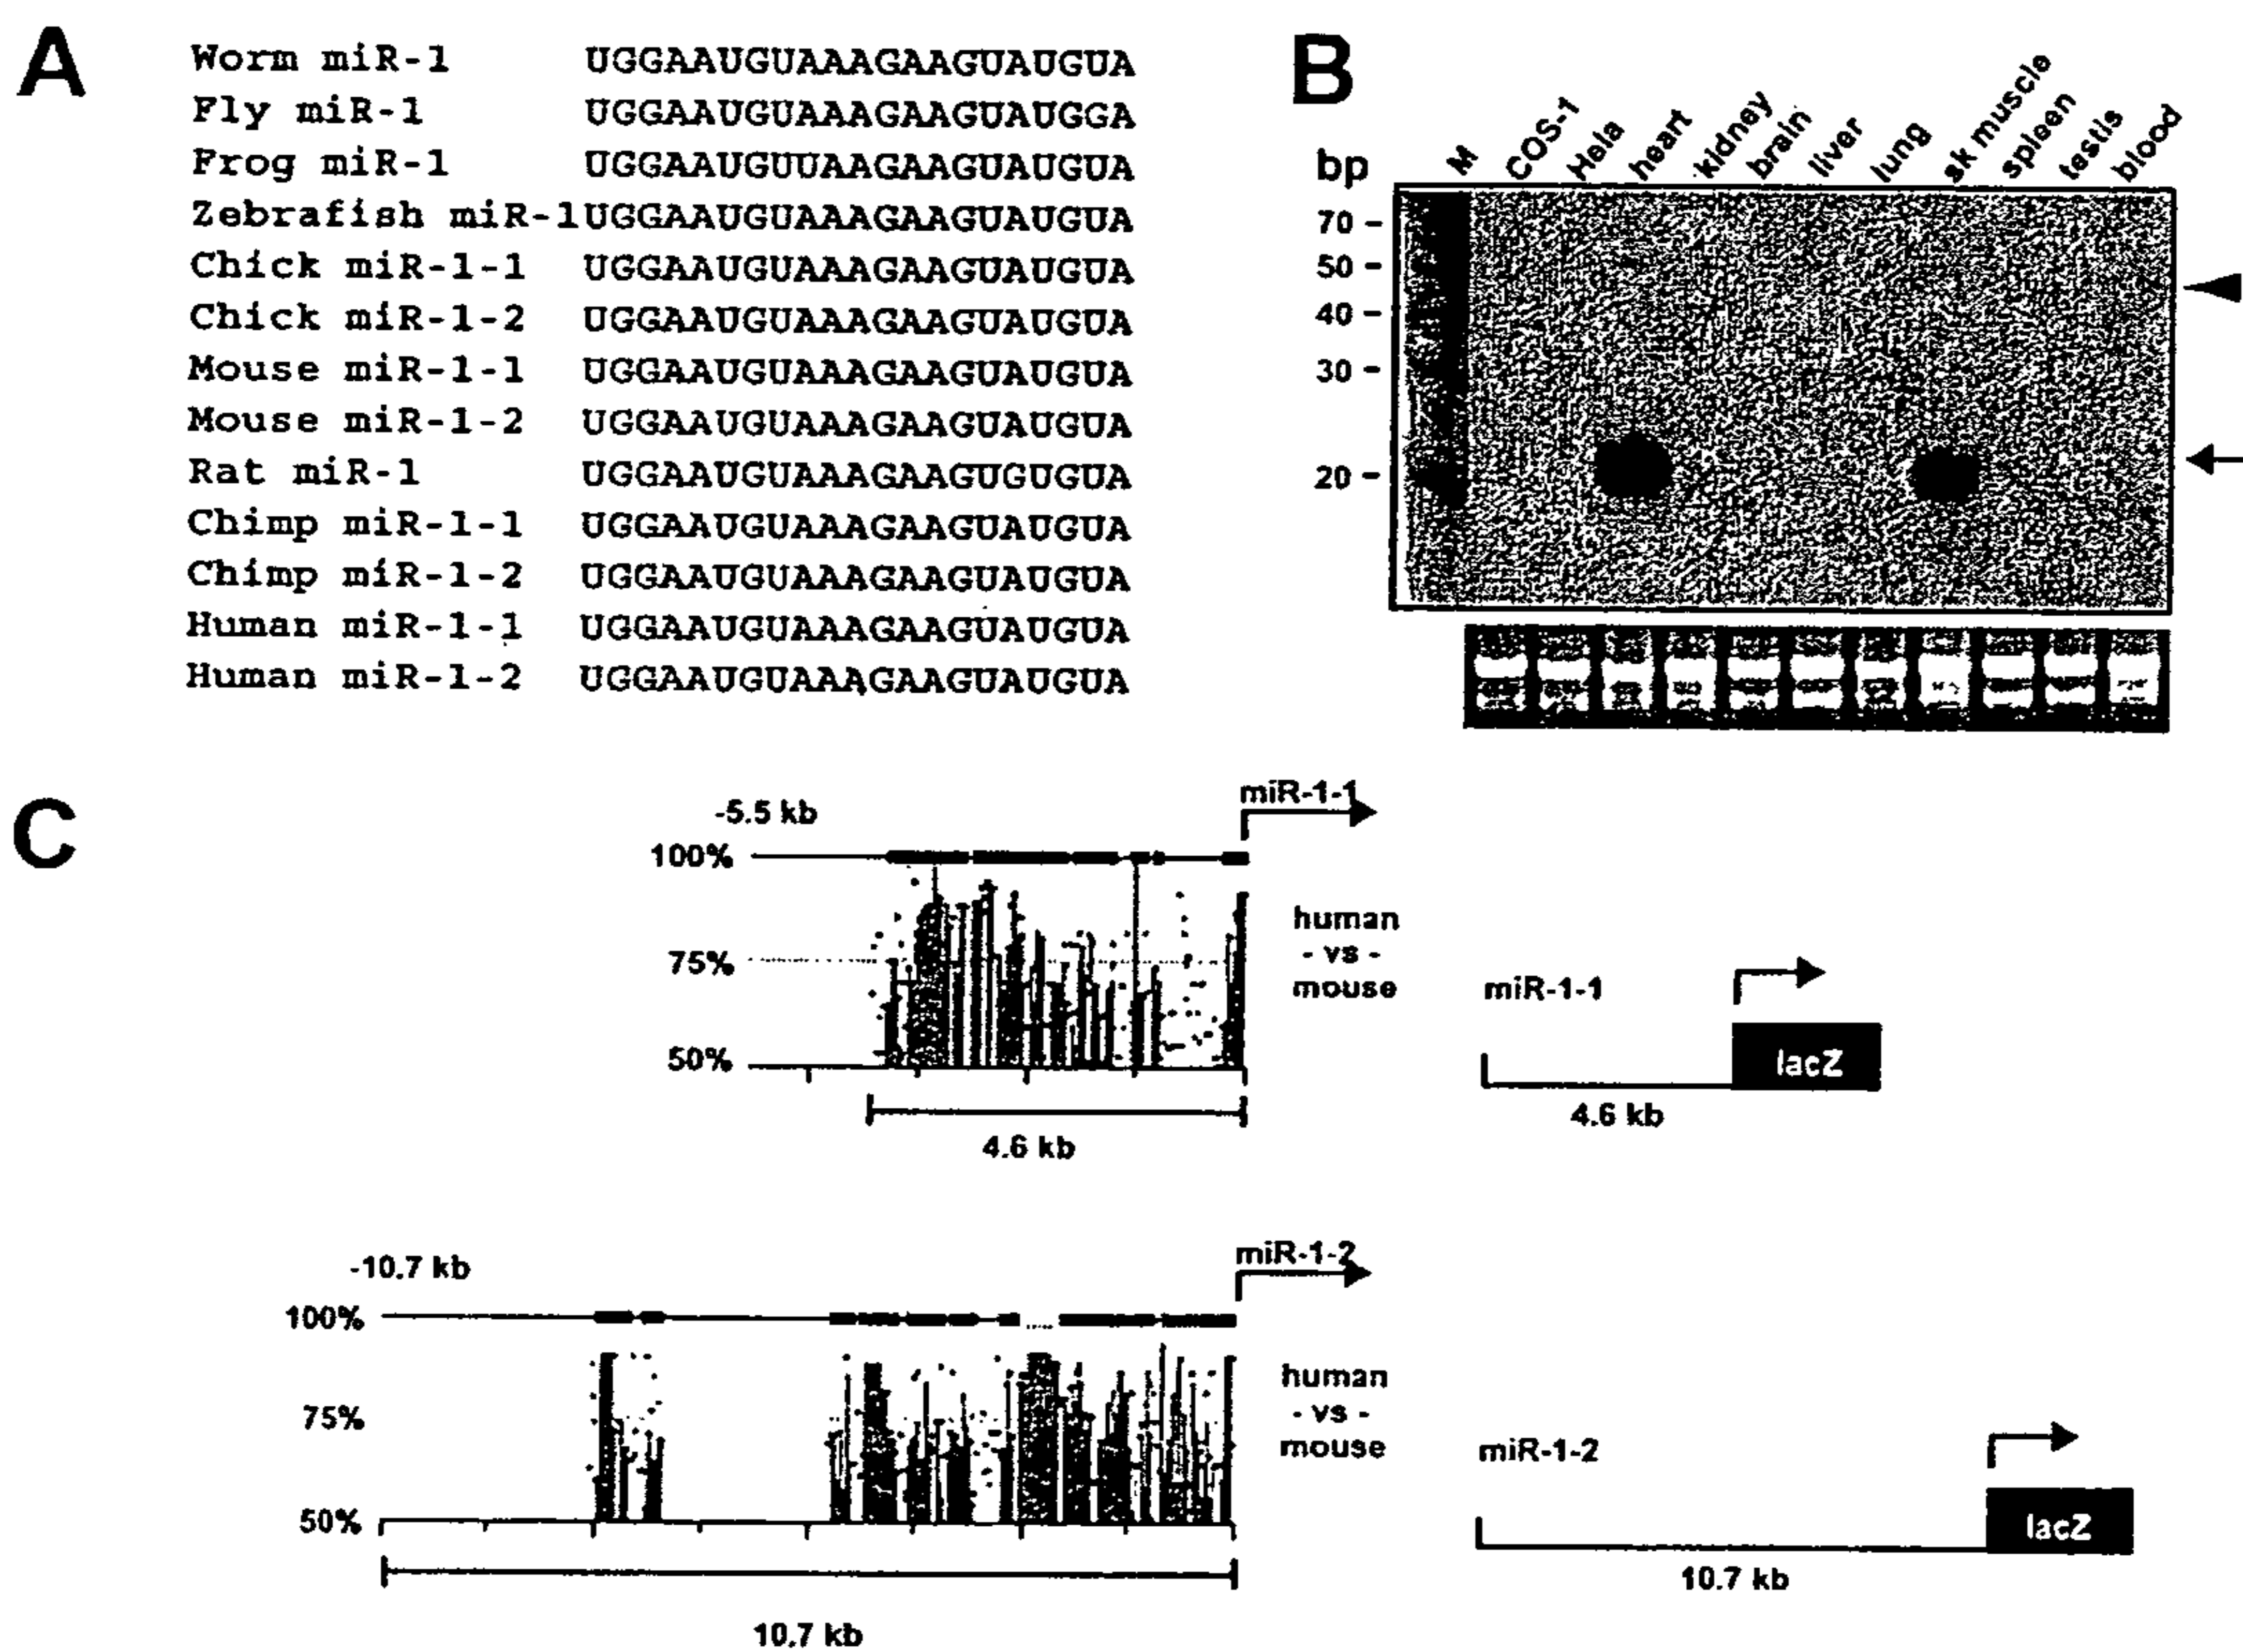 A
Worm miR-1 UGGAAUGUAAAGAAGUAUGUA
Fly miR-1 UGGAAUGUAAAGAAGUAUGGA
Frog miR-1 UGGAAUGUUAAGAAGUAUGUA
Zebrafish miR-1UGGAAUGUAAAGAAGUAUGUA
Chick miR-1-1 UGGAAUGUAAAGAAGUAUGUA
Chick miR-1-2 UGGAAUGUAAAGAAGUAUGUA
Mouse miR-1-1 UGGAAUGUAAAGAAGUAUGUA
Mouse miR-1-2 UGGAAUGUAAAGAAGUAUGUA
Rat miR-1 UGGAAUGUAAAGAAGUGUGUA
Chimp miR-1-1 UGGAAUGUAAAGAAGUAUGUA
Chimp miR-1-2 UGGAAUGUAAAGAAGUAUGUA
Human miR-1-1 UGGAAUGUAAAGAAGUAUGUA
Human miR-1-2 UGGAAUGUAAAGAAGUAUGUA
B
bp M COS-1 Hela heart kidney brain liver lung sk muscle spleen testis blood
70 -
50 -
40 -
30 -
20 -
C
-5.5 kb
miR-1-1
100%
75%
50%
human
- vs -
mouse
4.6 kb
miR-1-1
lacZ
4.6 kb
-10.7 kb
miR-1-2
100%
75%
50%
human
- vs -
mouse
10.7 kb
miR-1-2
lacZ
10.7 kb